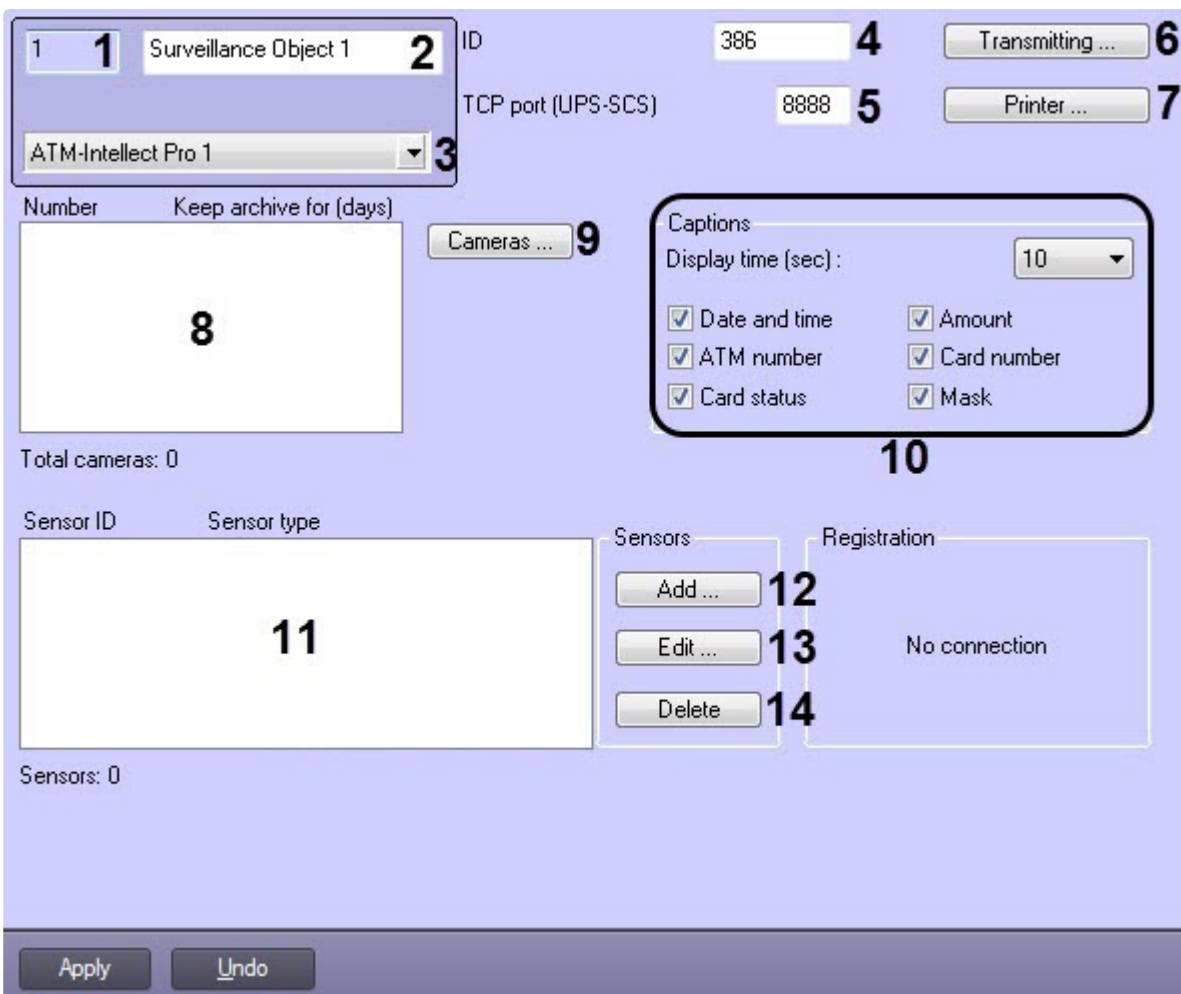 1 1 Surveillance Object 1 2 ID 386 4 Transmitting ... 6
TCP port (UPS-SCS) 8888 5 Printer ... 7
ATM-Intellect Pro 1 3
Number Keep archive for (days)
Cameras ... 9
8
Captions
Display time (sec) : 10
Date and time Amount
ATM number Card number
Card status Mask
10
Total cameras: 0
Sensor ID Sensor type
11
Sensors
Add ... 12
Edit ... 13
Delete 14
Registration
No connection
Sensors: 0
Apply Undo